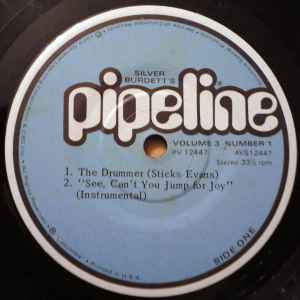 SILVER
BURDETT'S
pipeline
VOLUME 3 NUMBER 1
PV 12447 AVS12447
Stereo 33⅓ rpm
1. The Drummer (Sticks Evans)
2. "See, Can't You Jump for Joy"
(Instrumental)
SIDE ONE